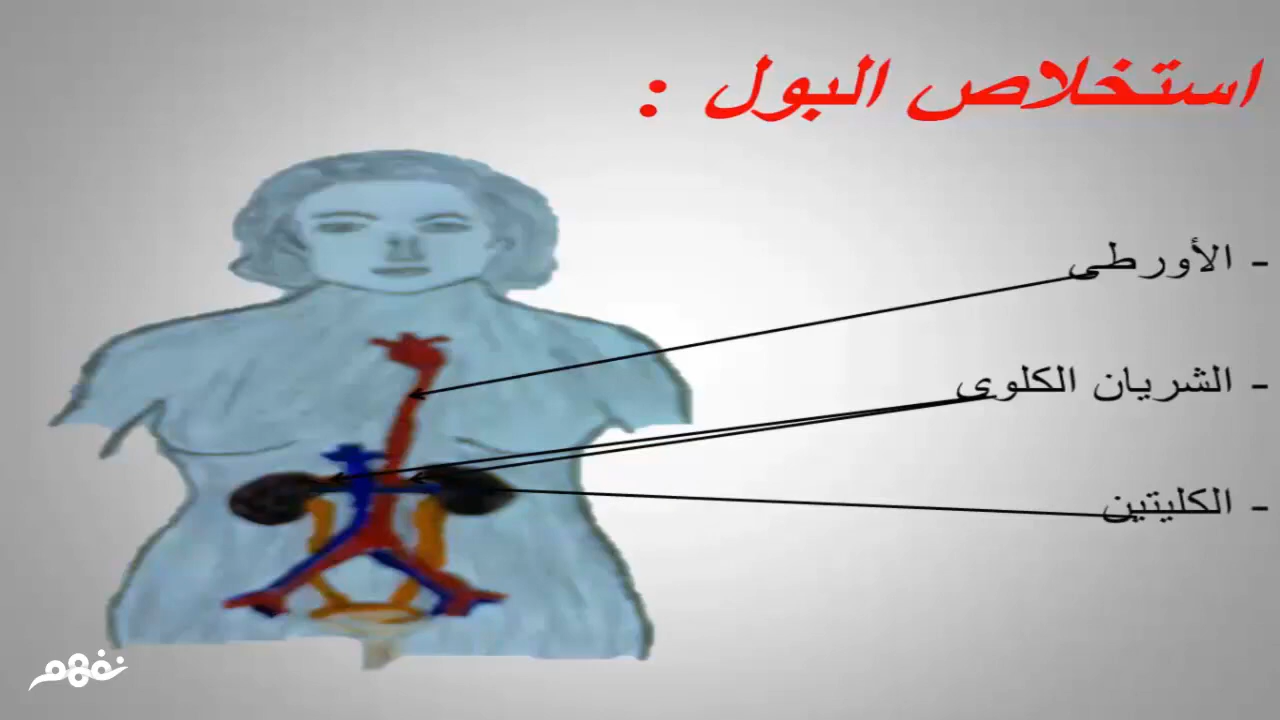 استخلاص البول :
- الأورطى
- الشريان الكلوى
- الكليتين
نفهم